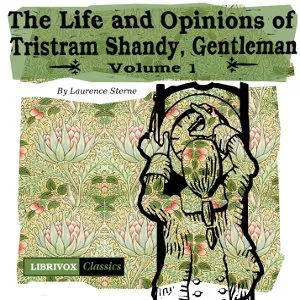 The Life and Opinions of
Tristram Shandy, Gentleman
Volume 1
By Laurence Sterne
LIBRIVOX Classics